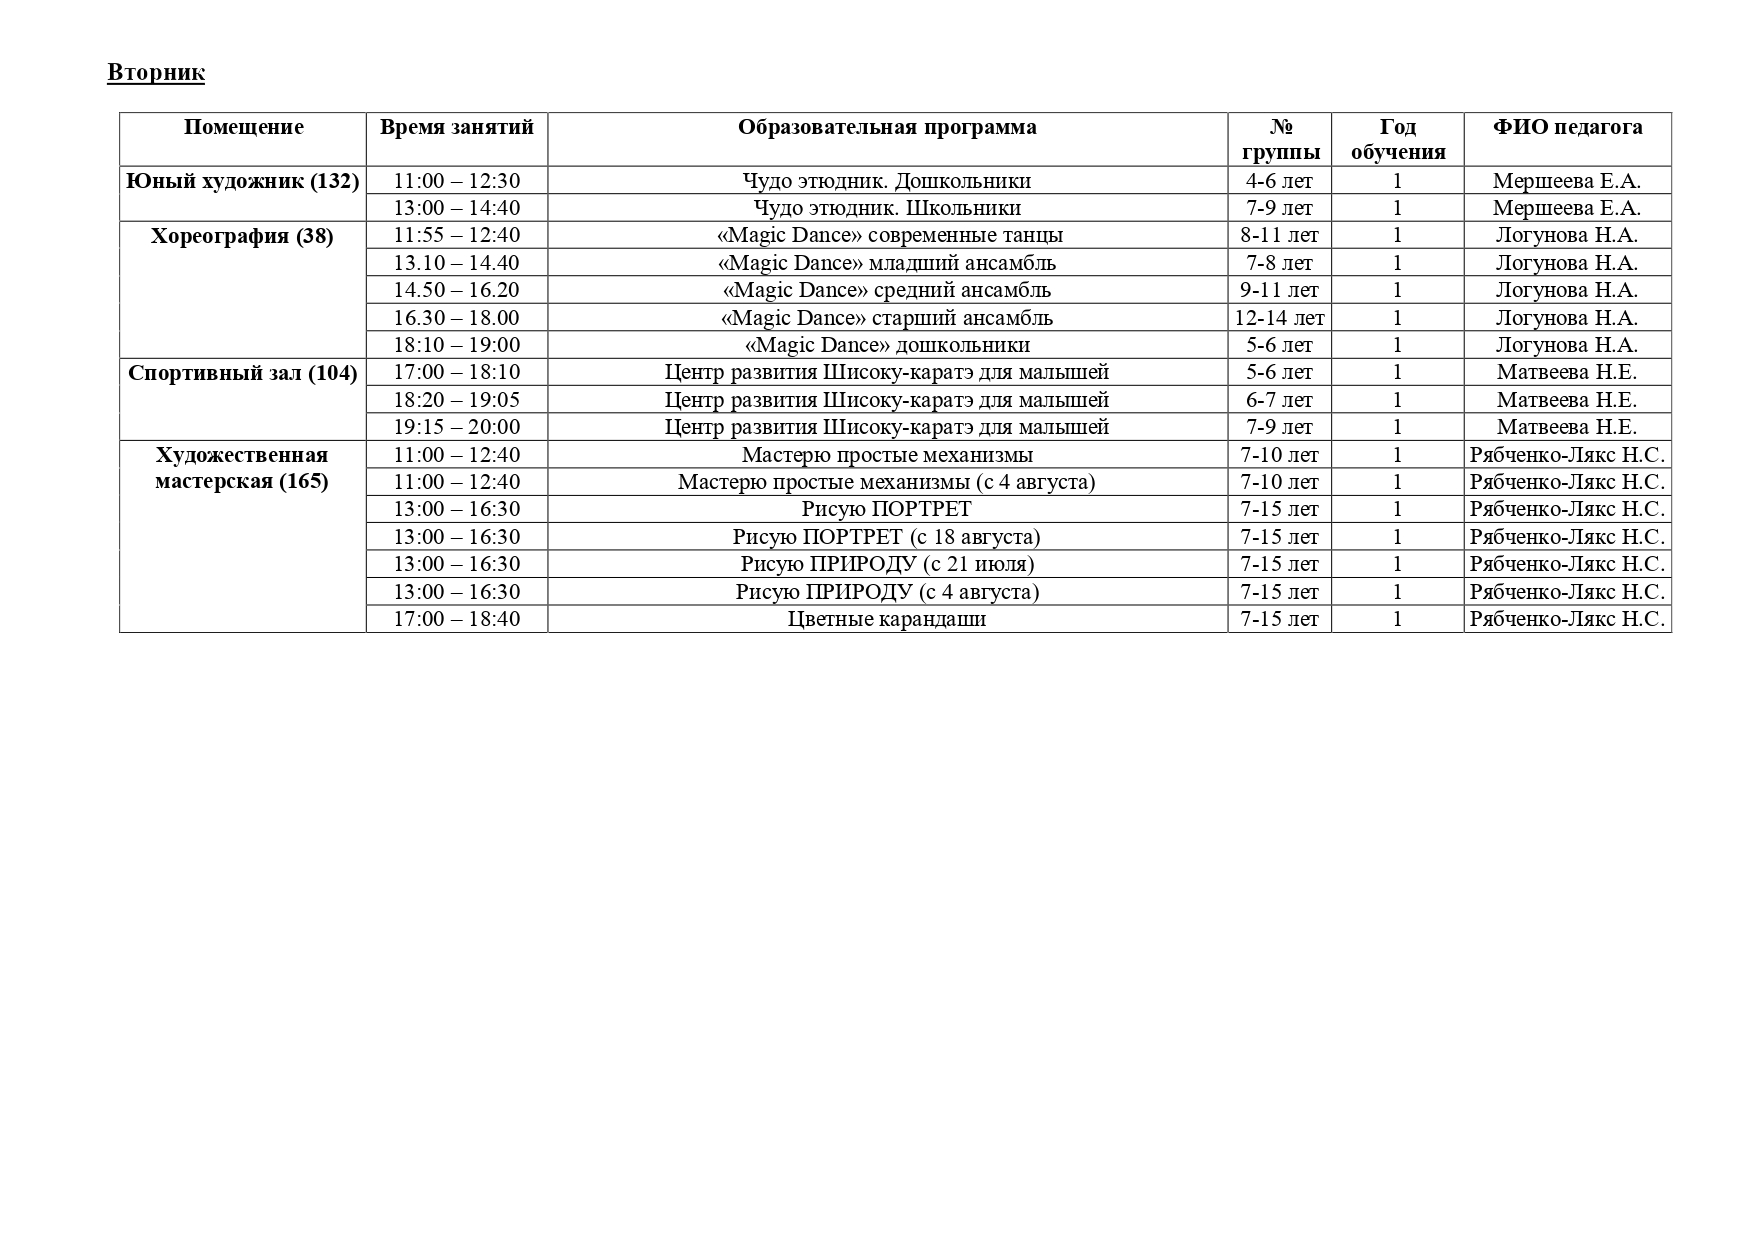 Вторник
Помещение Время занятий Образовательная программа № группы Год обучения ФИО педагога
Юный художник (132) 11:00 – 12:30 Чудо этюдник. Дошкольники 4-6 лет 1 Мершеева Е.А.
13:00 – 14:40 Чудо этюдник. Школьники 7-9 лет 1 Мершеева Е.А.
Хореография (38) 11:55 – 12:40 «Magic Dance» современные танцы 8-11 лет 1 Логунова Н.А.
13.10 – 14.40 «Magic Dance» младший ансамбль 7-8 лет 1 Логунова Н.А.
14.50 – 16.20 «Magic Dance» средний ансамбль 9-11 лет 1 Логунова Н.А.
16.30 – 18.00 «Magic Dance» старший ансамбль 12-14 лет 1 Логунова Н.А.
18:10 – 19:00 «Magic Dance» дошкольники 5-6 лет 1 Логунова Н.А.
Спортивный зал (104) 17:00 – 18:10 Центр развития Шисоку-каратэ для малышей 5-6 лет 1 Матвеева Н.Е.
18:20 – 19:05 Центр развития Шисоку-каратэ для малышей 6-7 лет 1 Матвеева Н.Е.
19:15 – 20:00 Центр развития Шисоку-каратэ для малышей 7-9 лет 1 Матвеева Н.Е.
Художественная 11:00 – 12:40 Мастерю простые механизмы 7-10 лет 1 Рябченко-Лякс Н.С.
мастерская (165) 11:00 – 12:40 Мастерю простые механизмы (с 4 августа) 7-10 лет 1 Рябченко-Лякс Н.С.
13:00 – 16:30 Рисую ПОРТРЕТ 7-15 лет 1 Рябченко-Лякс Н.С.
13:00 – 16:30 Рисую ПОРТРЕТ (с 18 августа) 7-15 лет 1 Рябченко-Лякс Н.С.
13:00 – 16:30 Рисую ПРИРОДУ (с 21 июля) 7-15 лет 1 Рябченко-Лякс Н.С.
13:00 – 16:30 Рисую ПРИРОДУ (с 4 августа) 7-15 лет 1 Рябченко-Лякс Н.С.
17:00 – 18:40 Цветные карандаши 7-15 лет 1 Рябченко-Лякс Н.С.